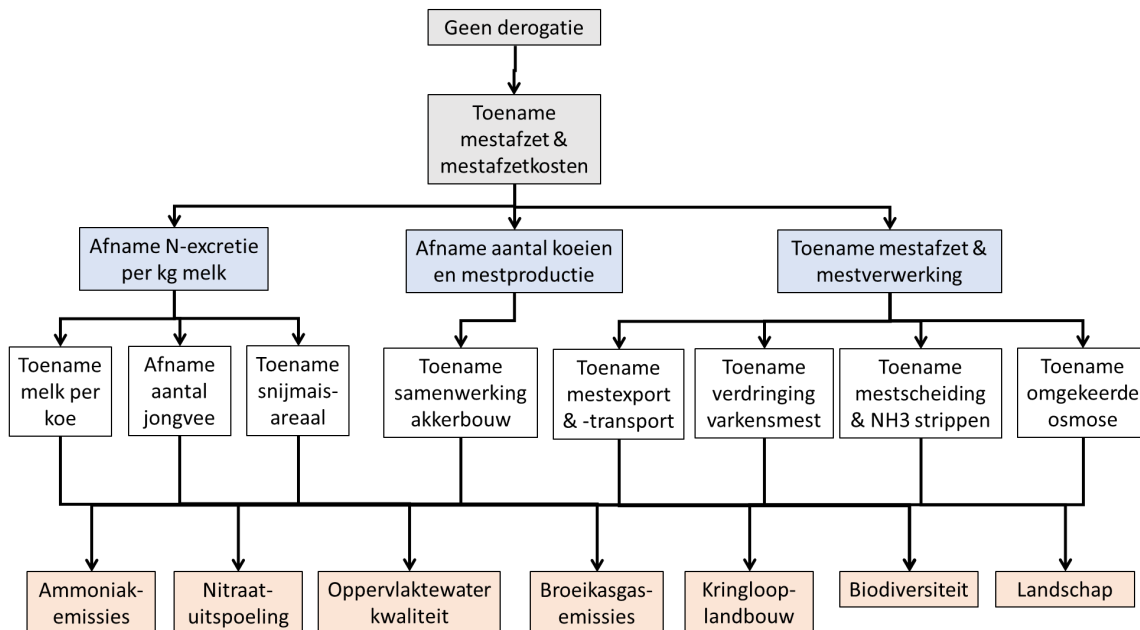 Geen derogatie
Toename
mestafzet &
mestafzetkosten
Afname N-excretie
per kg melk
Afname aantal koeien
en mestproductie
Toename mestafzet &
mestverwerking
Toename
melk per
koe
Afname
aantal
jongvee
Toename
snijmais-
areaal
Toename
samenwerking
akkerbouw
Toename
mestexport
& -transport
Toename
verdringing
varkensmest
Toename
mestscheiding
& NH3 strippen
Toename
omgekeerde
osmose
Ammoniak-
emissies
Nitraat-
uitspoeling
Oppervlaktewater
kwaliteit
Broeikasgas-
emissies
Kringloop-
landbouw
Biodiversiteit
Landschap